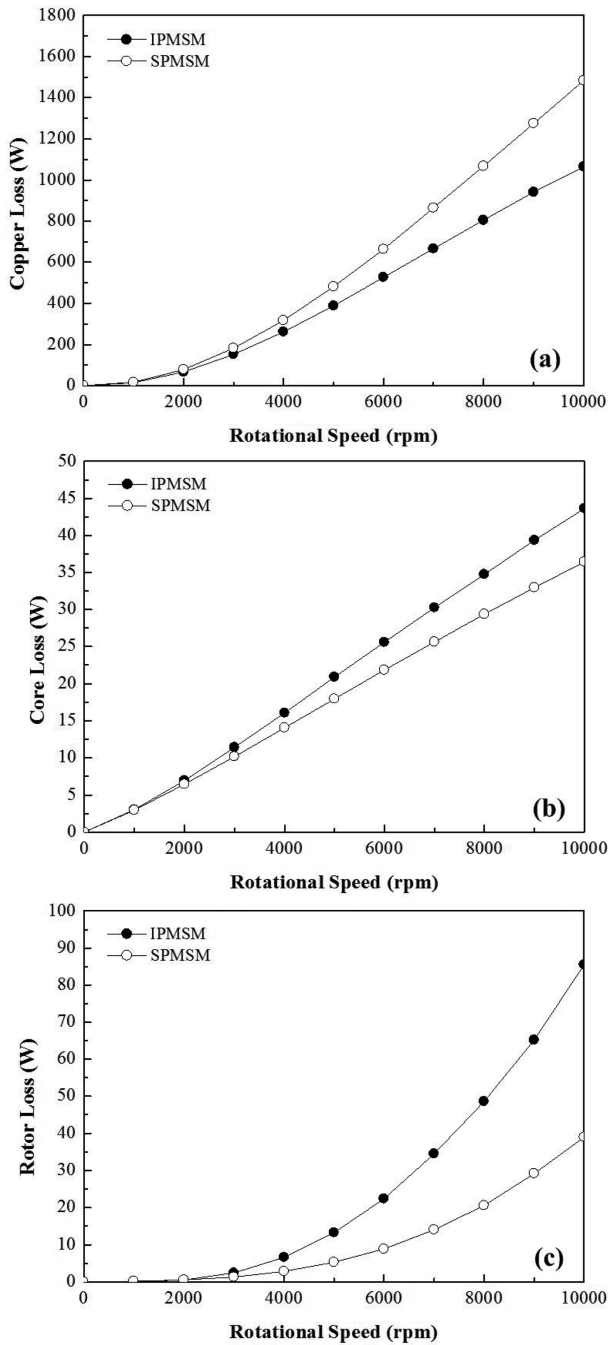 1800
1600
1400
1200
1000
800
600
400
200
0
Copper Loss (W)
IPMSM
SPMSM
(a)
0 2000 4000 6000 8000 10000
Rotational Speed (rpm)
50
45
40
35
30
25
20
15
10
5
0
Core Loss (W)
IPMSM
SPMSM
(b)
0 2000 4000 6000 8000 10000
Rotational Speed (rpm)
100
90
80
70
60
50
40
30
20
10
0
Rotor Loss (W)
IPMSM
SPMSM
(c)
0 2000 4000 6000 8000 10000
Rotational Speed (rpm)